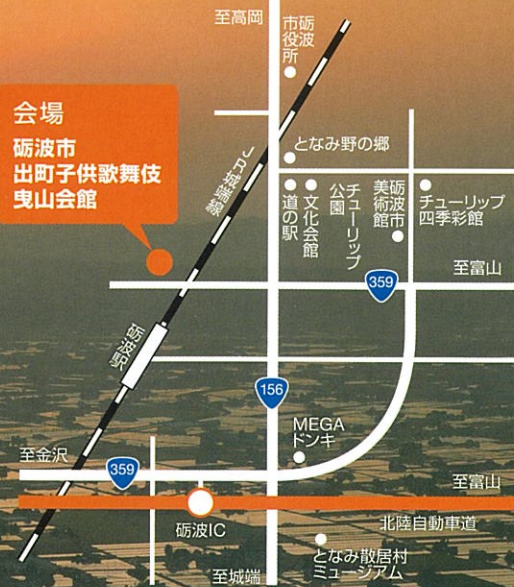 至高岡
砺波
市役所
会場
砺波市
出町子供歌舞伎
曳山会館
JR城端線
となみ野の郷
道の駅
文化会館
チューリップ
公園
砺波市
美術館
チューリップ
四季彩館
至富山
359
砺波駅
156
MEGA
ドンキ
至金沢
359
至富山
砺波IC
北陸自動車道
となみ散居村
ミュージアム
至城端